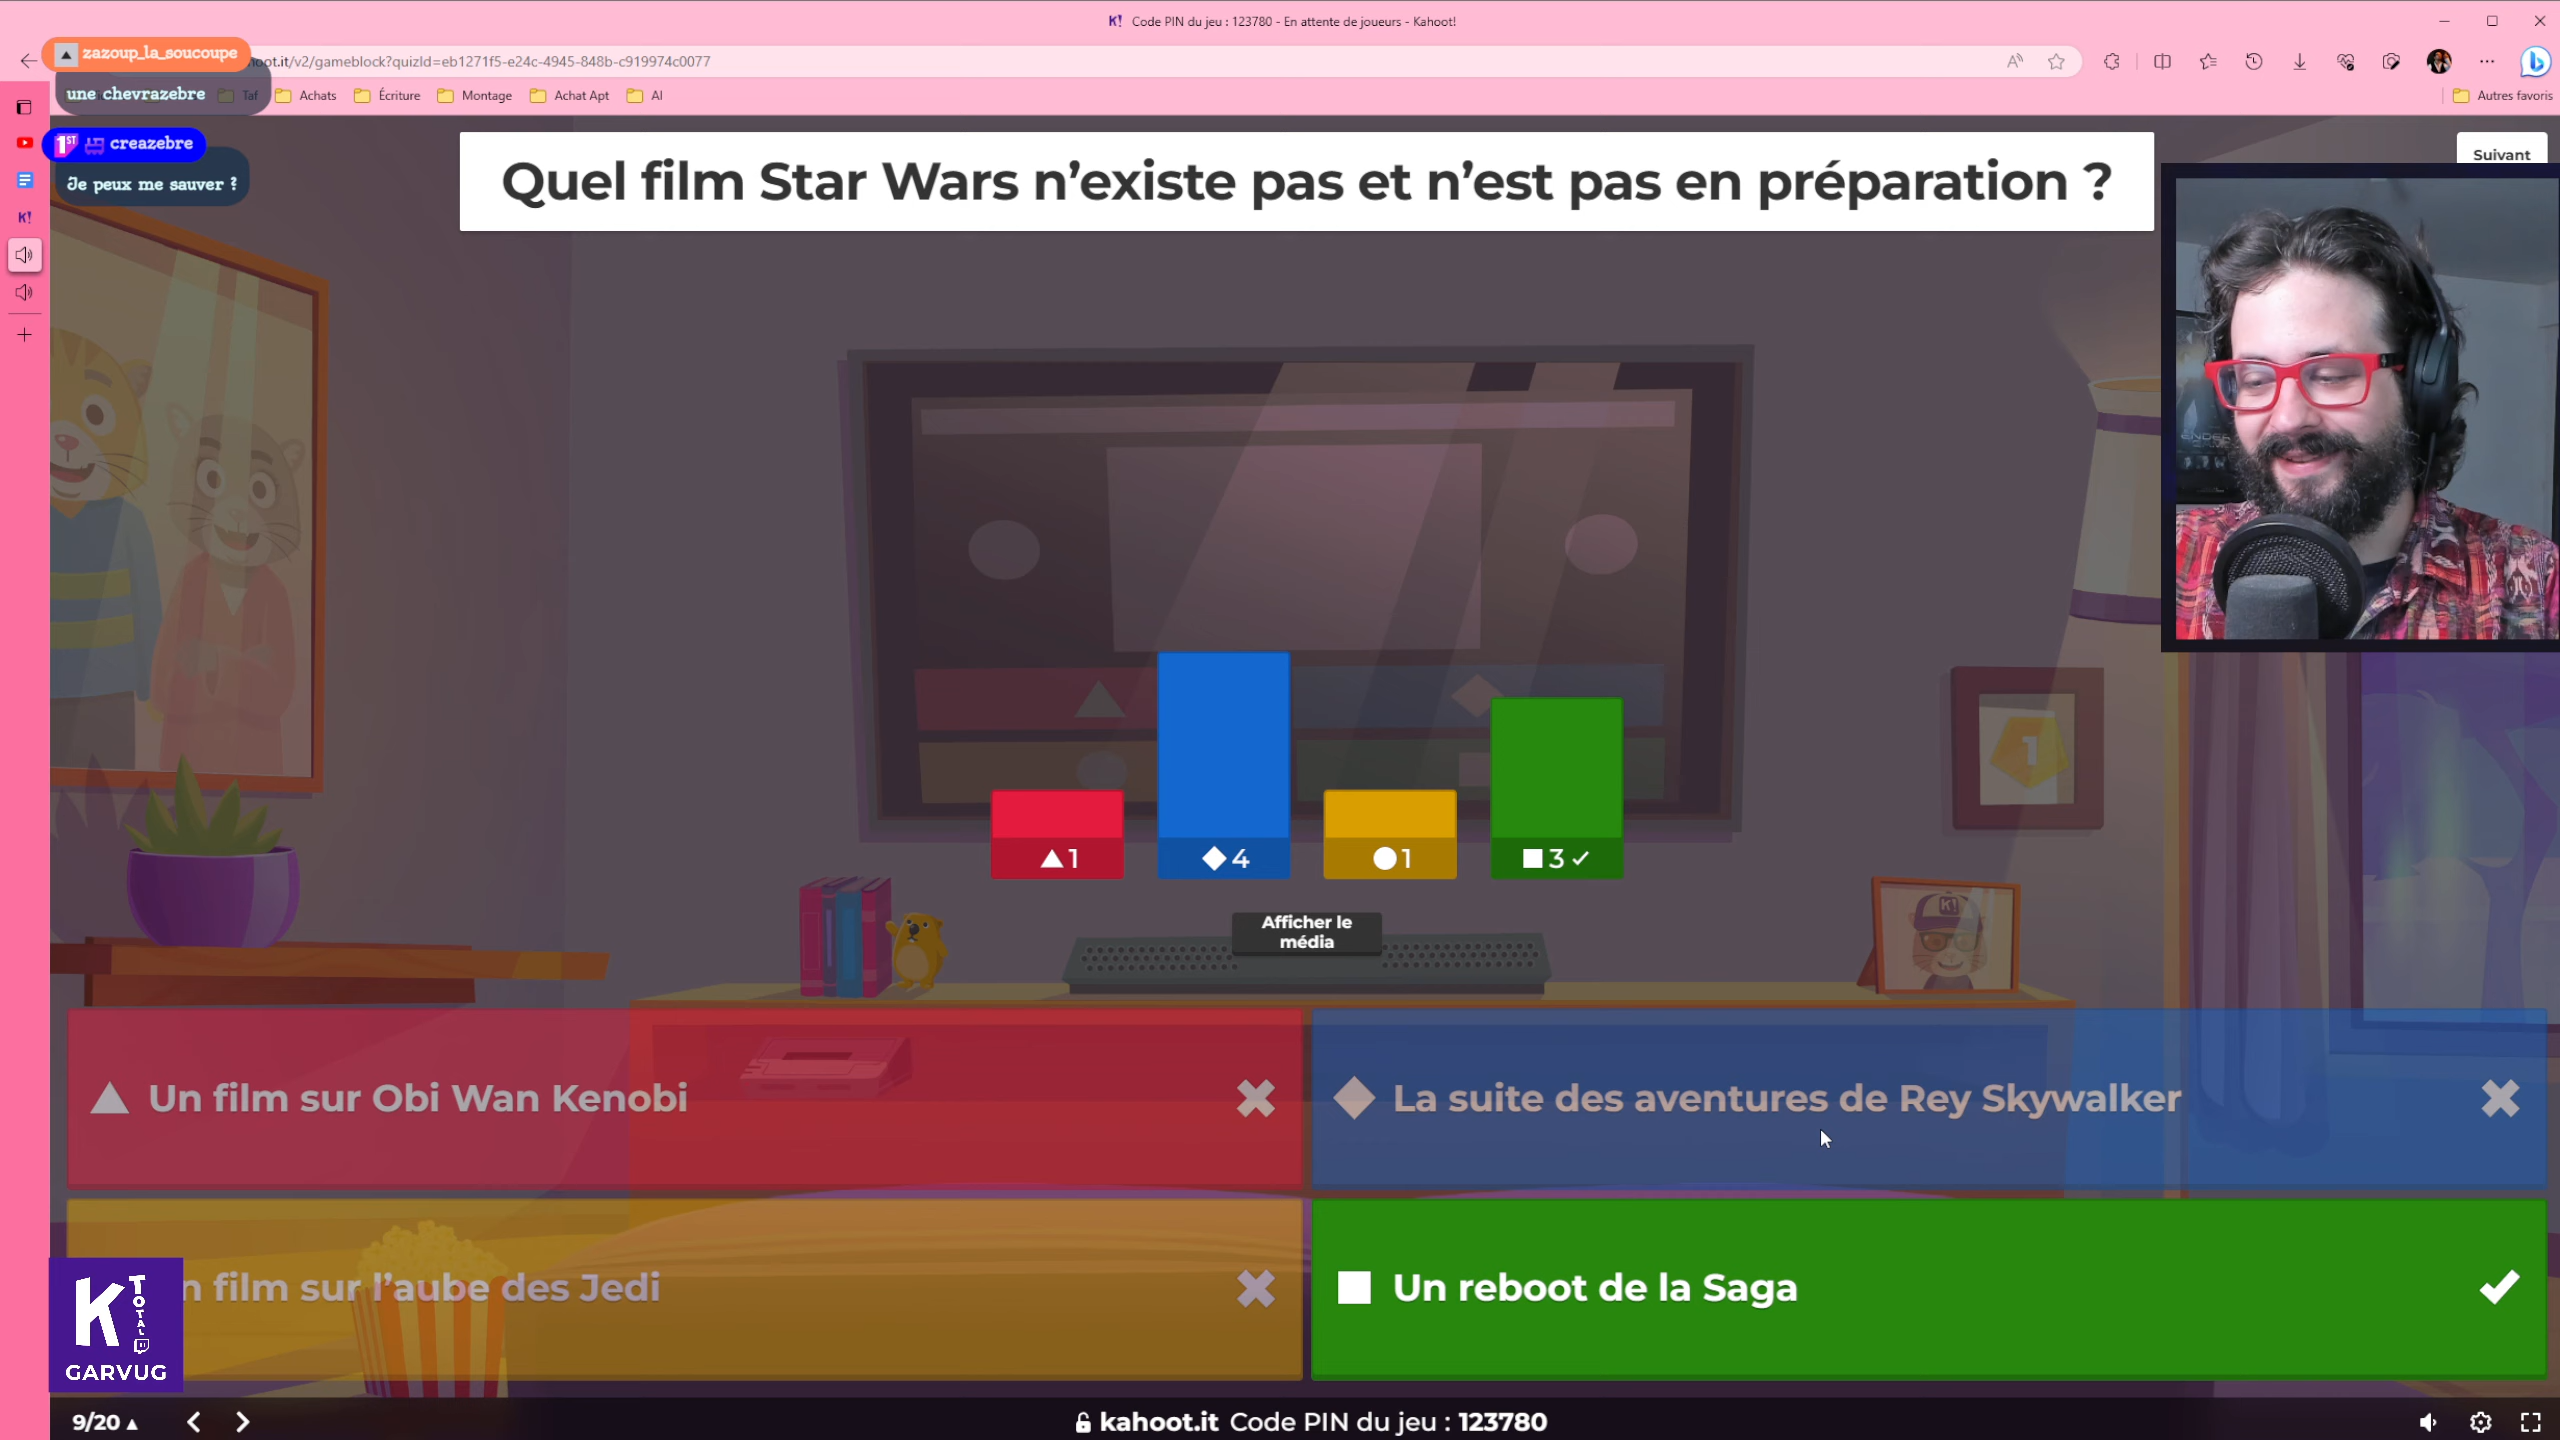 K! Code PIN du jeu : 123780 - En attente de joueurs - Kahoot!
zazoup_la_soucoupe
oot.it/v2/gameblock?quizId=eb1271f5-e24c-4945-848b-c919974c0077
une chevrazebre
Taf
Achats
Écriture
Montage
Achat Apt
AI
Autres favoris
1ST creazebre
Je peux me sauver ?
K!
Quel film Star Wars n’existe pas et n’est pas en préparation ?
Suivant
1
4
1
3
1
K!
Afficher le
média
Un film sur Obi Wan Kenobi
La suite des aventures de Rey Skywalker
n film sur l’aube des Jedi
Un reboot de la Saga
K TOTAL
GARVUG
9/20
kahoot.it Code PIN du jeu : 123780